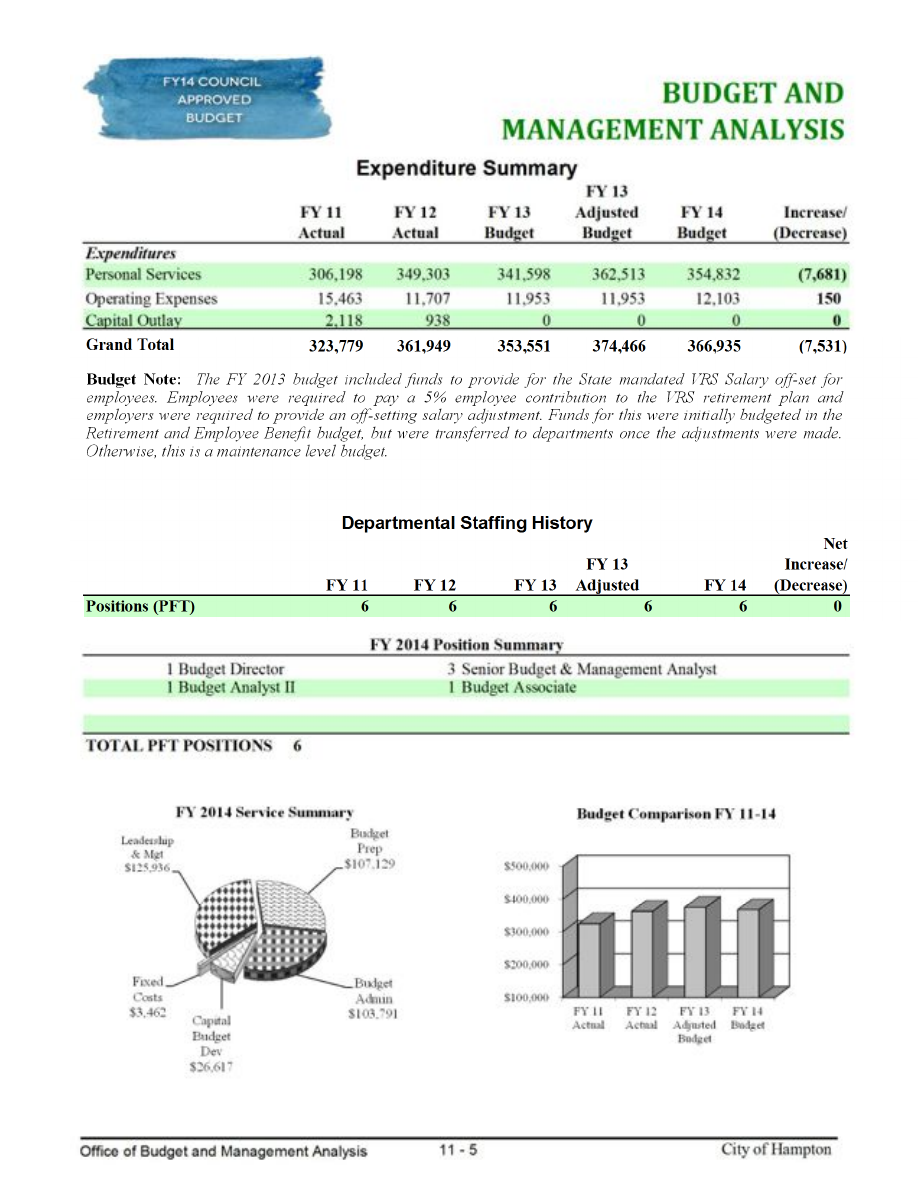 FY14 COUNCIL
APPROVED
BUDGET
BUDGET AND
MANAGEMENT ANALYSIS
Expenditure Summary
FY 11 Actual FY 12 Actual FY 13 Budget FY 13 Adjusted Budget FY 14 Budget Increase/ (Decrease)
Expenditures
Personal Services 306,198 349,303 341,598 362,513 354,832 (7,681)
Operating Expenses 15,463 11,707 11,953 11,953 12,103 150
Capital Outlay 2,118 938 0 0 0 0
Grand Total 323,779 361,949 353,551 374,466 366,935 (7,531)
Budget Note: The FY 2013 budget included funds to provide for the State mandated VRS Salary off-set for
employees. Employees were required to pay a 5% employee contribution to the VRS retirement plan and
employers were required to provide an off-setting salary adjustment. Funds for this were initially budgeted in the
Retirement and Employee Benefit budget, but were transferred to departments once the adjustments were made.
Otherwise, this is a maintenance level budget.
Departmental Staffing History
FY 11 FY 12 FY 13 FY 13 Adjusted FY 14 Net Increase/ (Decrease)
Positions (PFT) 6 6 6 6 6 0
FY 2014 Position Summary
1 Budget Director 3 Senior Budget & Management Analyst
1 Budget Analyst II 1 Budget Associate
TOTAL PFT POSITIONS 6
FY 2014 Service Summary
Leadership
& Mgt
$125,936
Budget
Prep
$107,129
Fixed
Costs
$3,462
Capital
Budget
Dev
$26,617
Budget
Admin
$103,791
Budget Comparison FY 11-14
$500,000
$400,000
$300,000
$200,000
$100,000
FY 11 Actual
FY 12 Actual
FY 13 Adjusted Budget
FY 14 Budget
Office of Budget and Management Analysis 11 - 5 City of Hampton